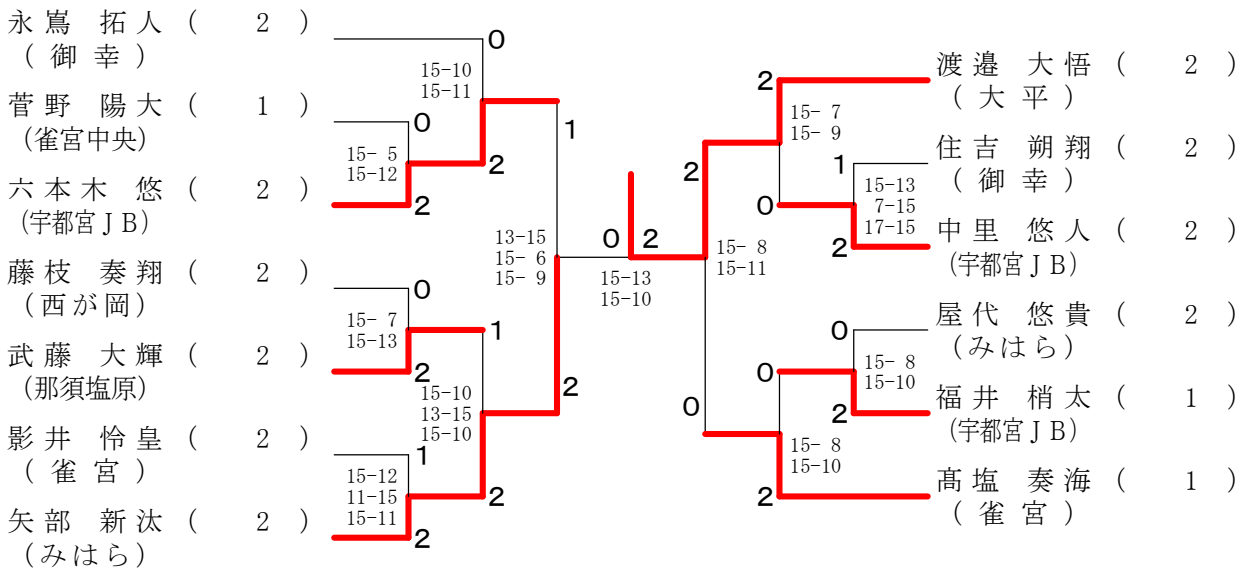 永嶌 拓人 ( 2 )
( 御 幸 )
菅野 陽大 ( 1 )
(雀宮中央)
六本木 悠 ( 2 )
(宇都宮ＪＢ)
藤枝 奏翔 ( 2 )
(西が岡)
武藤 大輝 ( 2 )
(那須塩原)
影井 怜皇 ( 2 )
( 雀 宮 )
矢部 新汰 ( 2 )
(みはら)
0
15-10
15-11
0
15- 5
15-12
2
2
1
0
15- 7
15-13
2
1
15-10
13-15
15-10
1
15-12
11-15
15-11
2
2
13-15
15- 6
15- 9
2
0
2
15-13
15-10
2
15- 8
15-11
0
2
15- 7
15- 9
0
1
15-13
7-15
17-15
2
0
15- 8
15-10
2
0
15- 8
15-10
2
渡邉 大悟 ( 2 )
( 大 平 )
住吉 朔翔 ( 2 )
( 御 幸 )
中里 悠人 ( 2 )
(宇都宮ＪＢ)
屋代 悠貴 ( 2 )
(みはら)
福井 梢太 ( 1 )
(宇都宮ＪＢ)
髙塩 奏海 ( 1 )
( 雀 宮 )